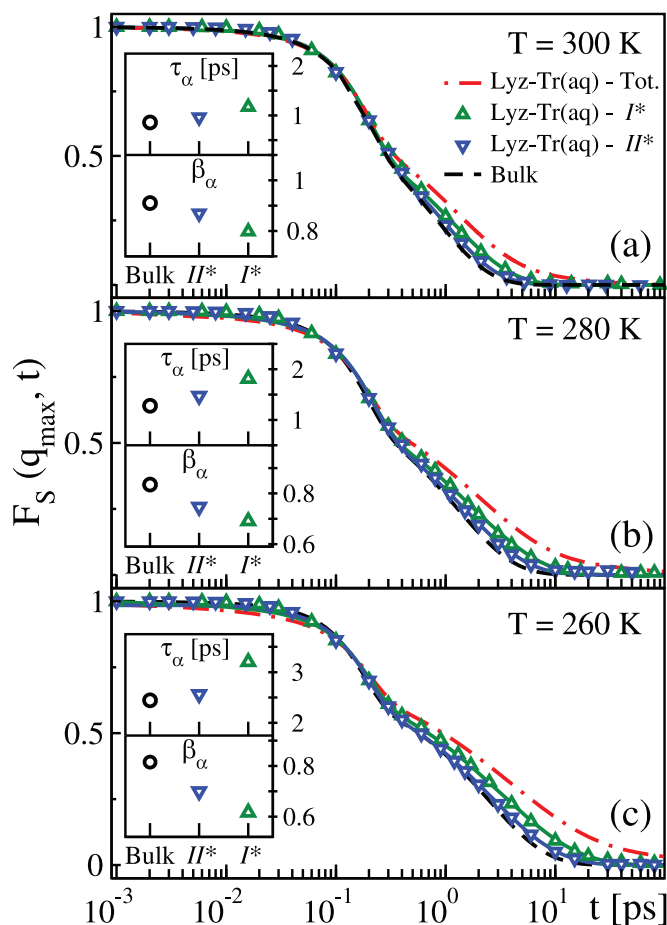 1
T = 300 K
τα [ps]
2
1
βα
1
0.8
Bulk II* I*
Lyz-Tr(aq) - Tot.
Lyz-Tr(aq) - I*
Lyz-Tr(aq) - II*
Bulk
0.5
(a)
1
T = 280 K
τα [ps]
2
1
βα
0.8
0.6
Bulk II* I*
0.5
(b)
FS (qmax, t)
1
T = 260 K
τα [ps]
3
2
βα
0.8
0.6
Bulk II* I*
0.5
(c)
0
10⁻³ 10⁻² 10⁻¹ 10⁰ 10¹ t [ps]